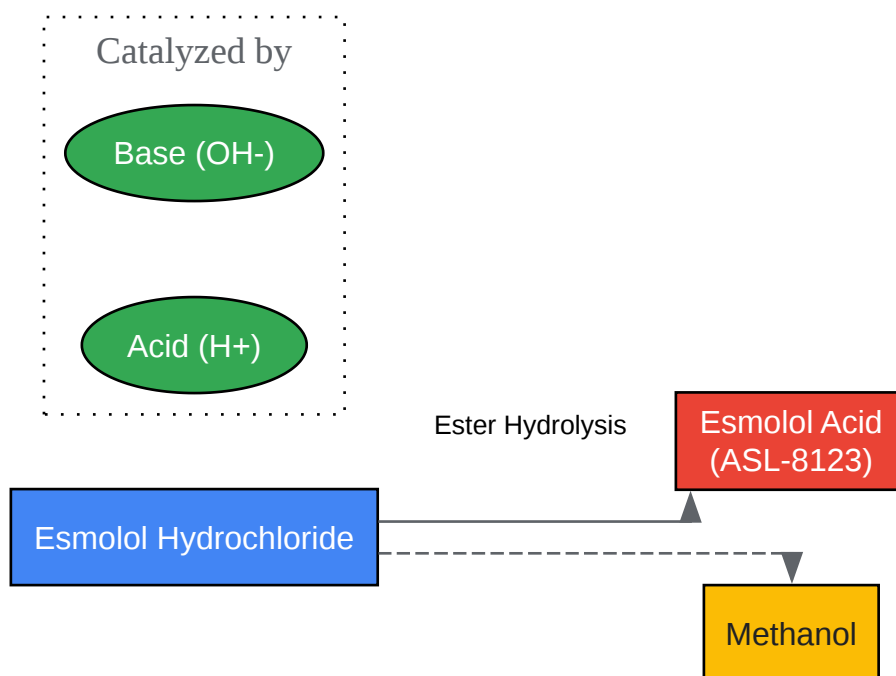 Catalyzed by
Base (OH-)
Acid (H+)
Ester Hydrolysis
Esmolol Acid
(ASL-8123)
Esmolol Hydrochloride
Methanol